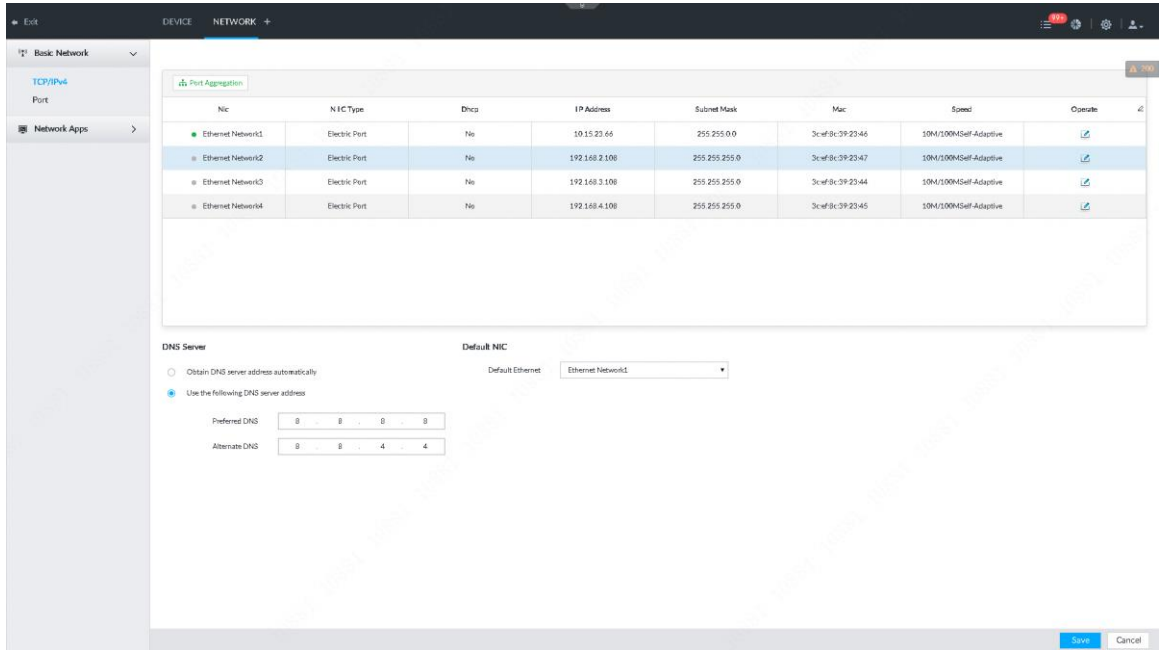 Exit DEVICE NETWORK + 99+
Basic Network
TCP/IPv4
Port
Network Apps
Port Aggregation
Nic NIC Type Dhcp IP Address Subnet Mask Mac Speed Operate
Ethernet Network1 Electric Port No 10.15.23.66 255.255.0.0 3c:ef:8c:39:23:46 10M/100MSelf-Adaptive
Ethernet Network2 Electric Port No 192.168.2.108 255.255.255.0 3c:ef:8c:39:23:47 10M/100MSelf-Adaptive
Ethernet Network3 Electric Port No 192.168.3.108 255.255.255.0 3c:ef:8c:39:23:44 10M/100MSelf-Adaptive
Ethernet Network4 Electric Port No 192.168.4.108 255.255.255.0 3c:ef:8c:39:23:45 10M/100MSelf-Adaptive
DNS Server Default NIC
Obtain DNS server address automatically Default Ethernet Ethernet Network1
Use the following DNS server address
Preferred DNS 8 . 8 . 8 . 8
Alternate DNS 8 . 8 . 4 . 4
Save Cancel